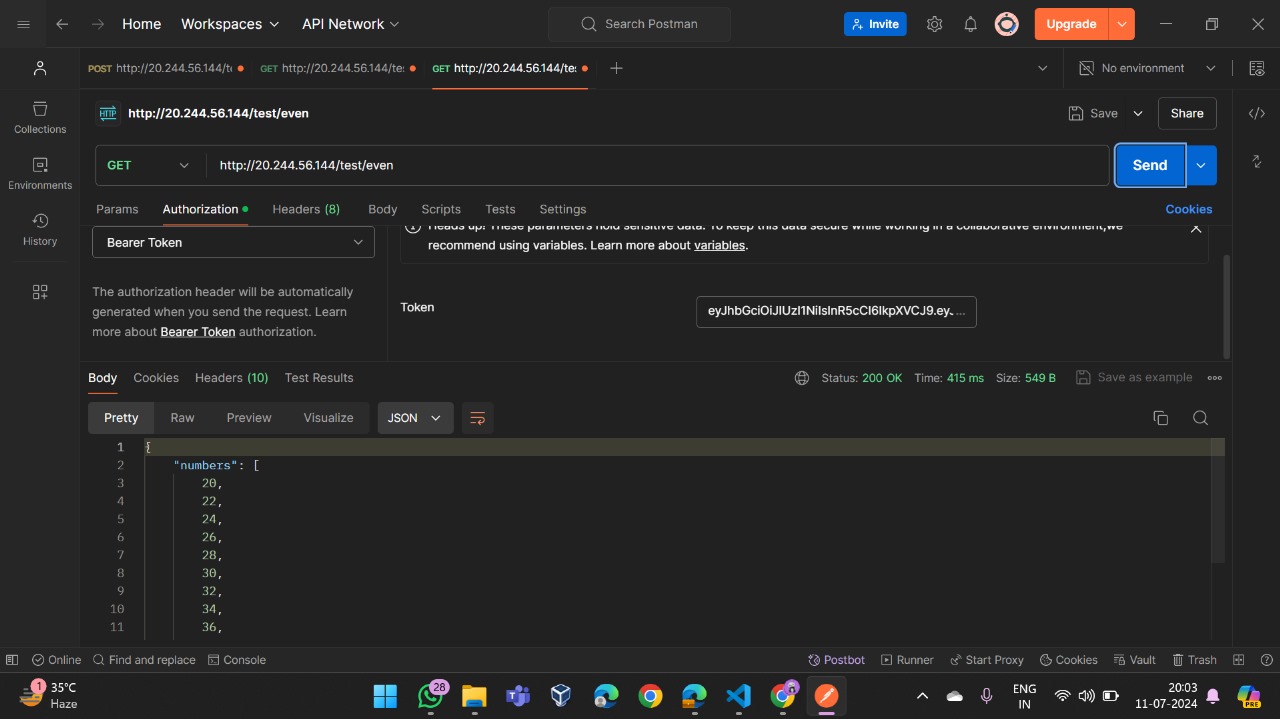 Home Workspaces API Network Search Postman Invite Upgrade
POST http://20.244.56.144/t GET http://20.244.56.144/te GET http://20.244.56.144/te No environment
HTTP http://20.244.56.144/test/even Save Share
Collections
GET http://20.244.56.144/test/even Send
Environments
Params Authorization Headers (8) Body Scripts Tests Settings Cookies
History
Heads up! These parameters hold sensitive data. To keep this data secure while working in a collaborative environment,we
Bearer Token recommend using variables. Learn more about variables.
The authorization header will be automatically
generated when you send the request. Learn
more about Bearer Token authorization.
Token eyJhbGciOiJIUzI1NiIsInR5cCI6IkpXVCJ9.ey. ...
Body Cookies Headers (10) Test Results Status: 200 OK Time: 415 ms Size: 549 B Save as example
Pretty Raw Preview Visualize JSON
1 {
2 "numbers": [
3 20,
4 22,
5 24,
6 26,
7 28,
8 30,
9 32,
10 34,
11 36,
Online Find and replace Console Postbot Runner Start Proxy Cookies Vault Trash
1 35°C
Haze
28
PRE
ENG
IN
20:03
11-07-2024